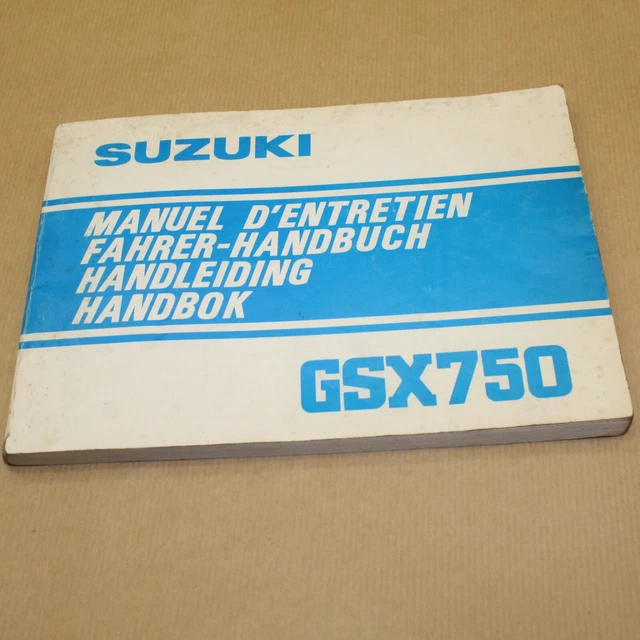 SUZUKI
MANUEL D'ENTRETIEN
FAHRER-HANDBUCH
HANDLEIDING
HANDBOK
GSX750